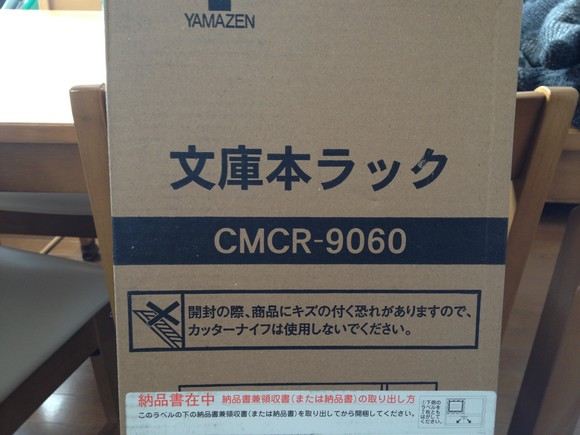 YAMAZEN
文庫本ラック
CMCR-9060
開封の際、商品にキズの付く恐れがありますので、
カッターナイフは使用しないでください。
納品書在中 納品書兼領収書(または納品書)の取り出し方
このラベルの下の納品書兼領収書(または納品書)を取り出してから開梱してください。